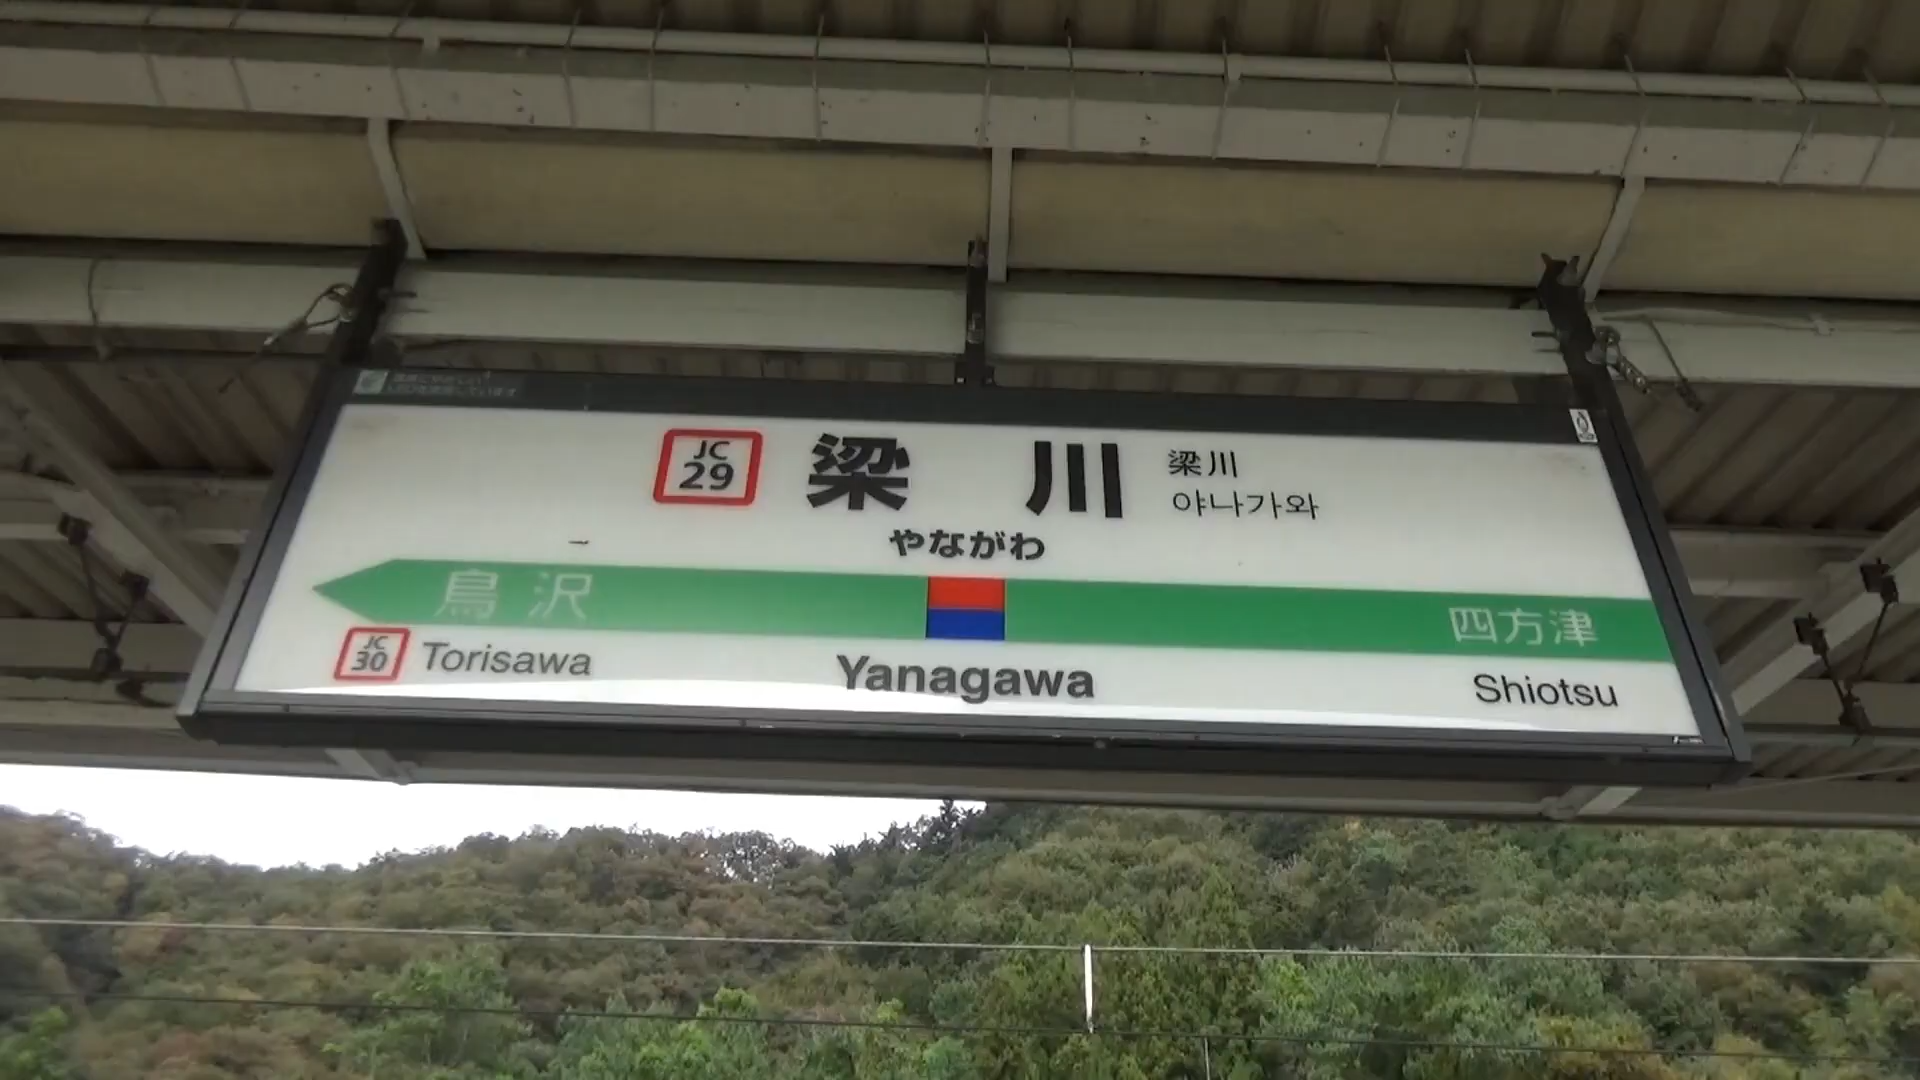 JC
29
梁川
梁川
야나가와
やながわ
鳥沢
四方津
JC
30
Torisawa
Yanagawa
Shiotsu